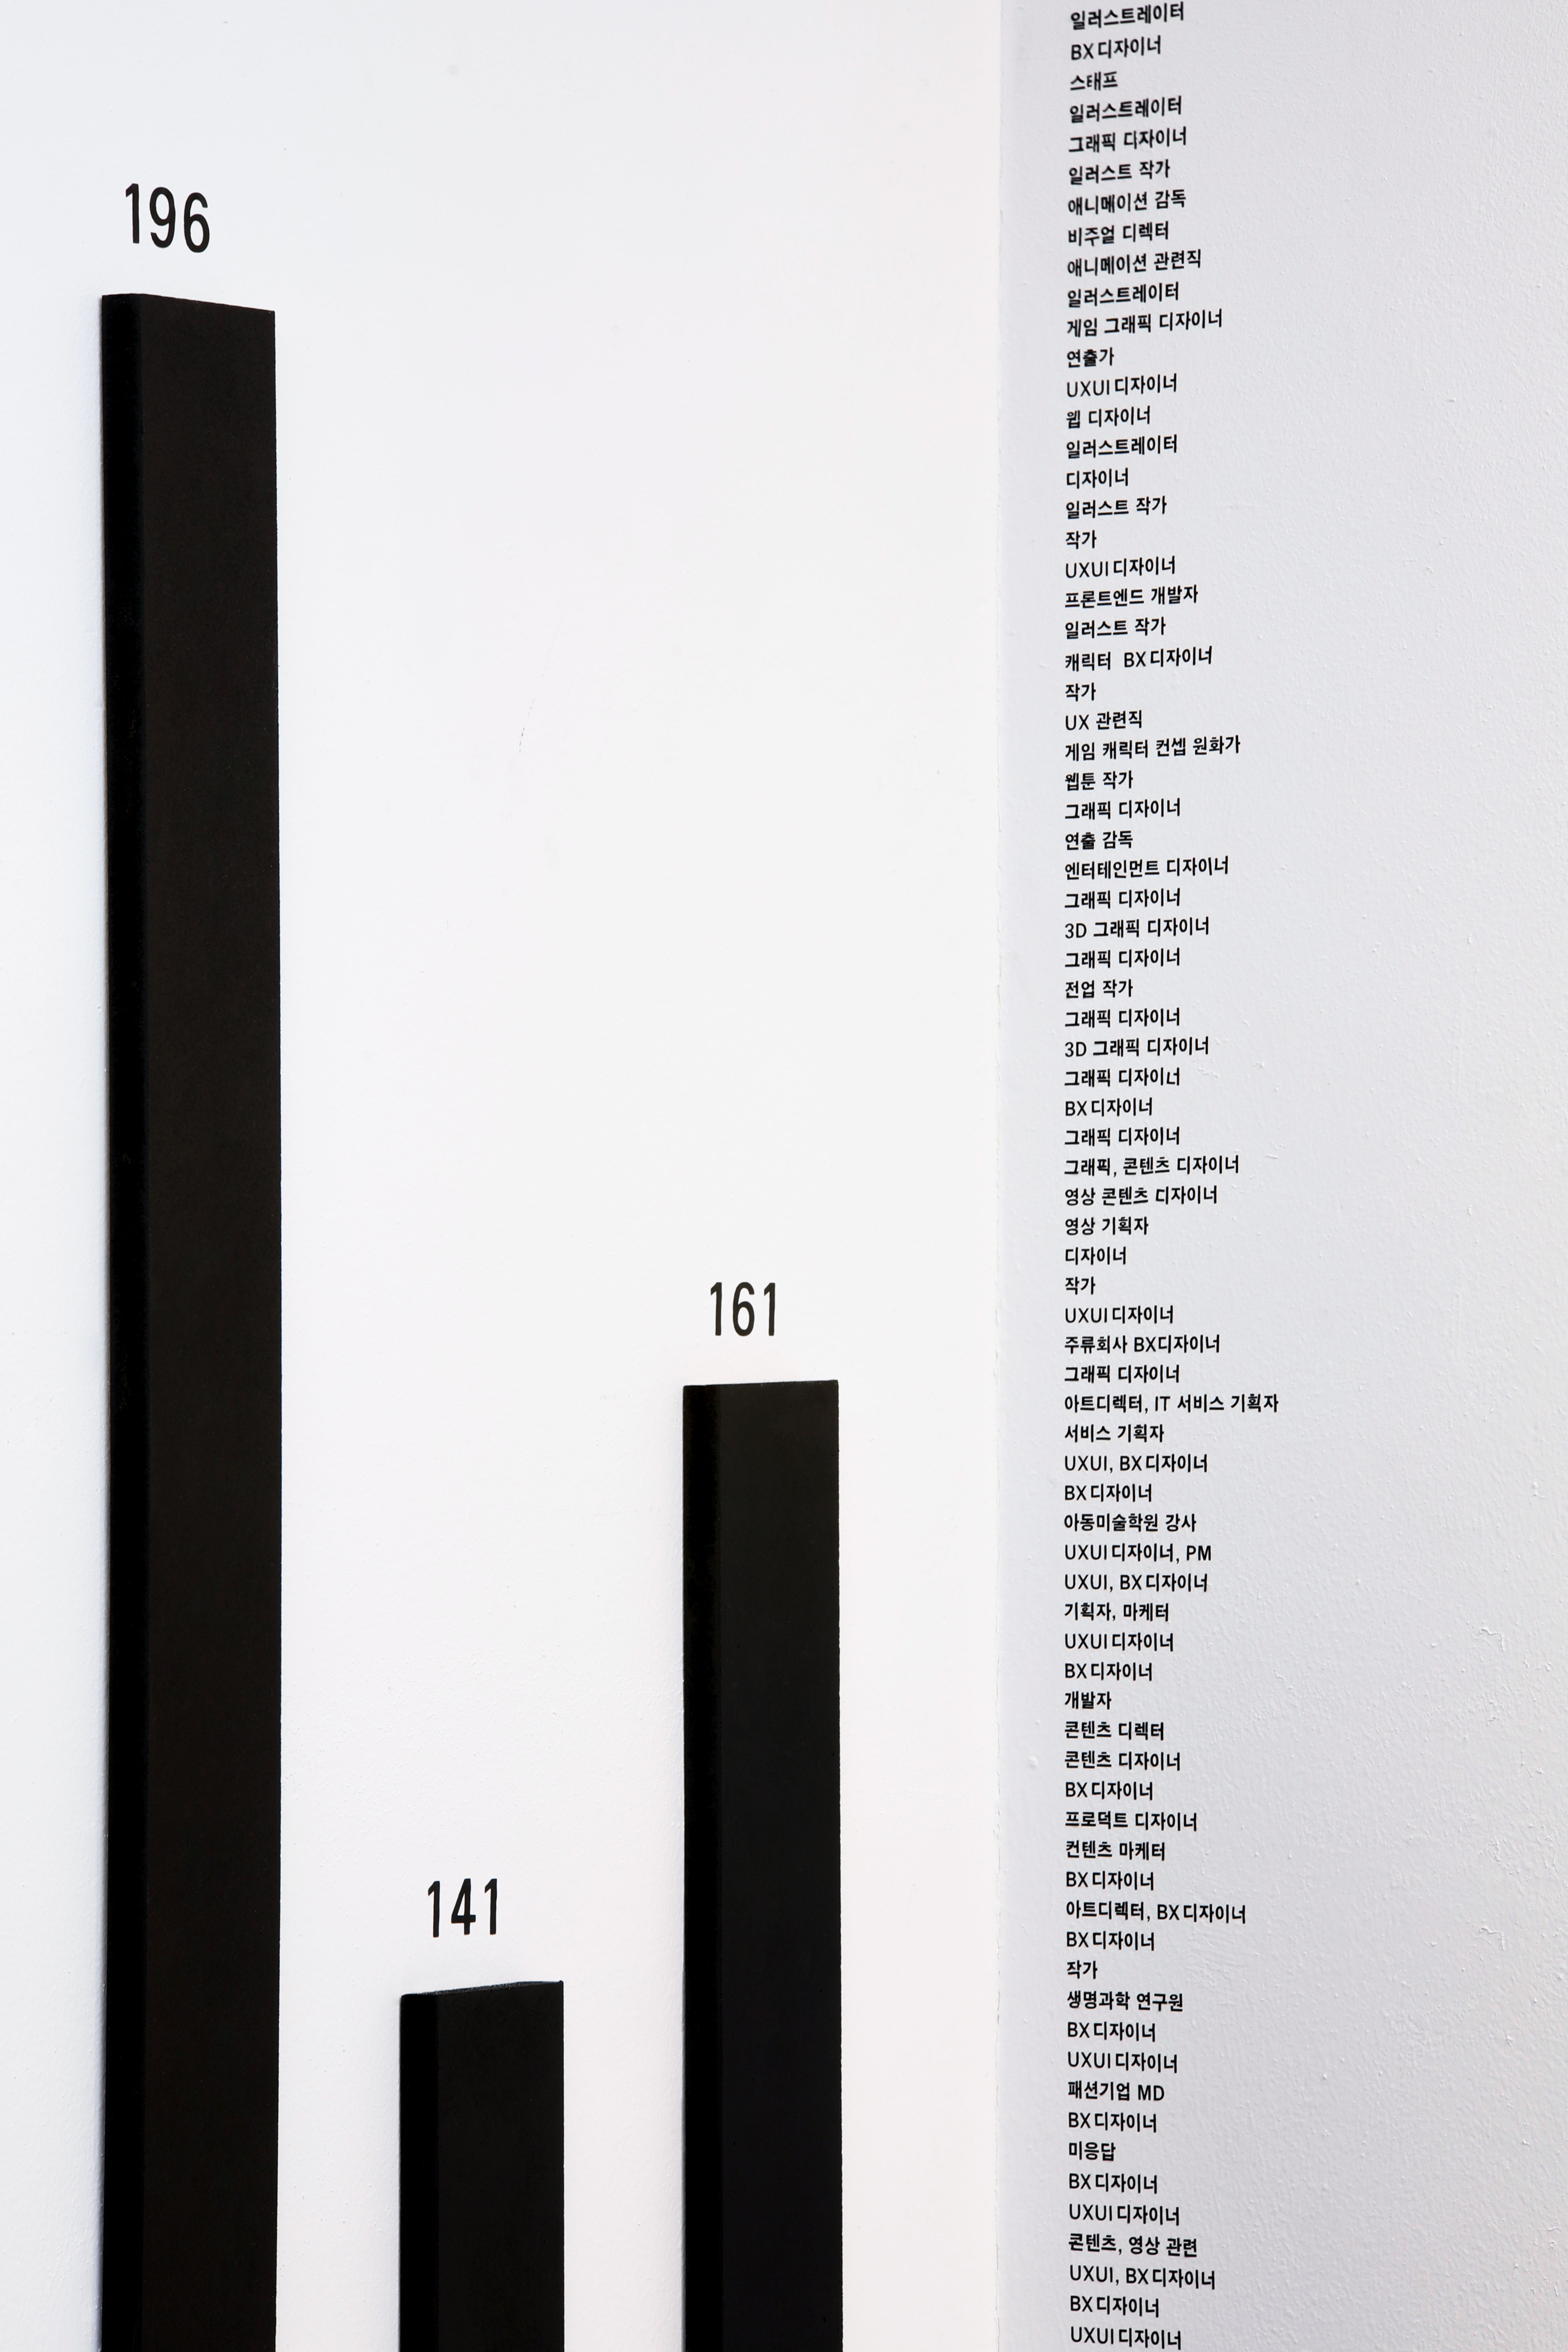 196
141
161
일러스트레이터
BX 디자이너
스태프
일러스트레이터
그래픽 디자이너
일러스트 작가
애니메이션 감독
비주얼 디렉터
애니메이션 관련직
일러스트레이터
게임 그래픽 디자이너
연출가
UXUI 디자이너
웹 디자이너
일러스트레이터
디자이너
일러스트 작가
작가
UXUI 디자이너
프론트엔드 개발자
일러스트 작가
캐릭터 BX 디자이너
작가
UX 관련직
게임 캐릭터 컨셉 원화가
웹툰 작가
그래픽 디자이너
연출 감독
엔터테인먼트 디자이너
그래픽 디자이너
3D 그래픽 디자이너
그래픽 디자이너
전업 작가
그래픽 디자이너
3D 그래픽 디자이너
그래픽 디자이너
BX 디자이너
그래픽 디자이너
그래픽, 콘텐츠 디자이너
영상 콘텐츠 디자이너
영상 기획자
디자이너
작가
UXUI 디자이너
주류회사 BX디자이너
그래픽 디자이너
아트디렉터, IT 서비스 기획자
서비스 기획자
UXUI, BX 디자이너
BX 디자이너
아동미술학원 강사
UXUI 디자이너, PM
UXUI, BX 디자이너
기획자, 마케터
UXUI 디자이너
BX 디자이너
개발자
콘텐츠 디렉터
콘텐츠 디자이너
BX 디자이너
프로덕트 디자이너
컨텐츠 마케터
BX 디자이너
아트디렉터, BX 디자이너
BX 디자이너
작가
생명과학 연구원
BX 디자이너
UXUI 디자이너
패션기업 MD
BX 디자이너
미응답
BX 디자이너
UXUI 디자이너
콘텐츠, 영상 관련
UXUI, BX 디자이너
BX 디자이너
UXUI 디자이너